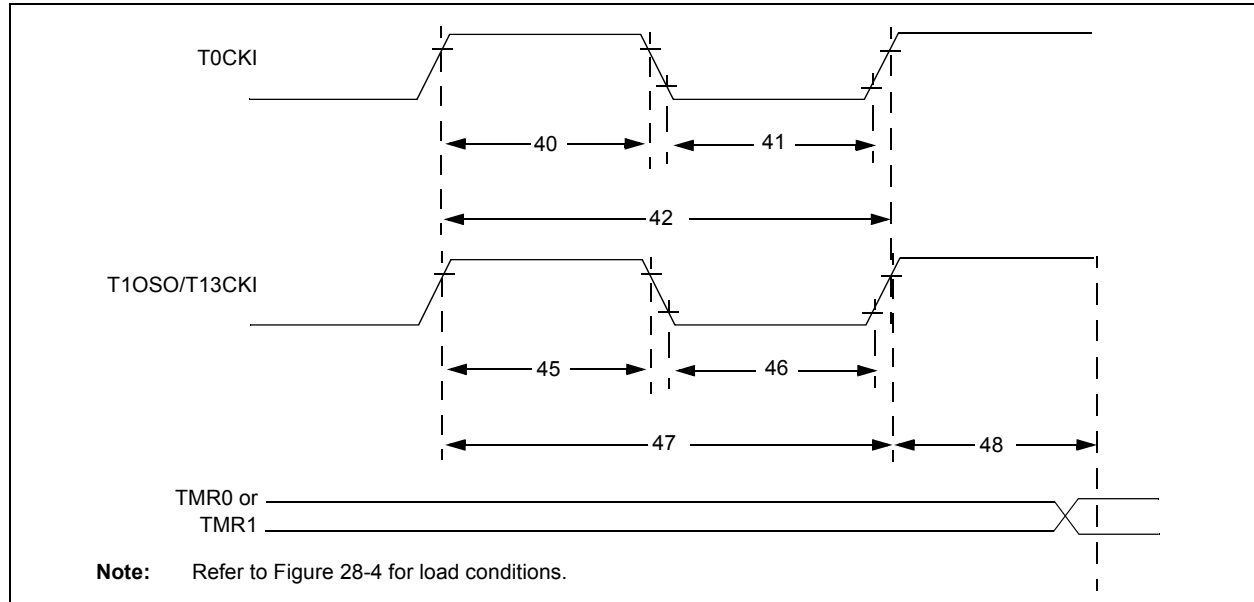 T0CKI
40
41
42
T1OSO/T13CKI
45
46
47
48
TMR0 or
TMR1
Note: Refer to Figure 28-4 for load conditions.